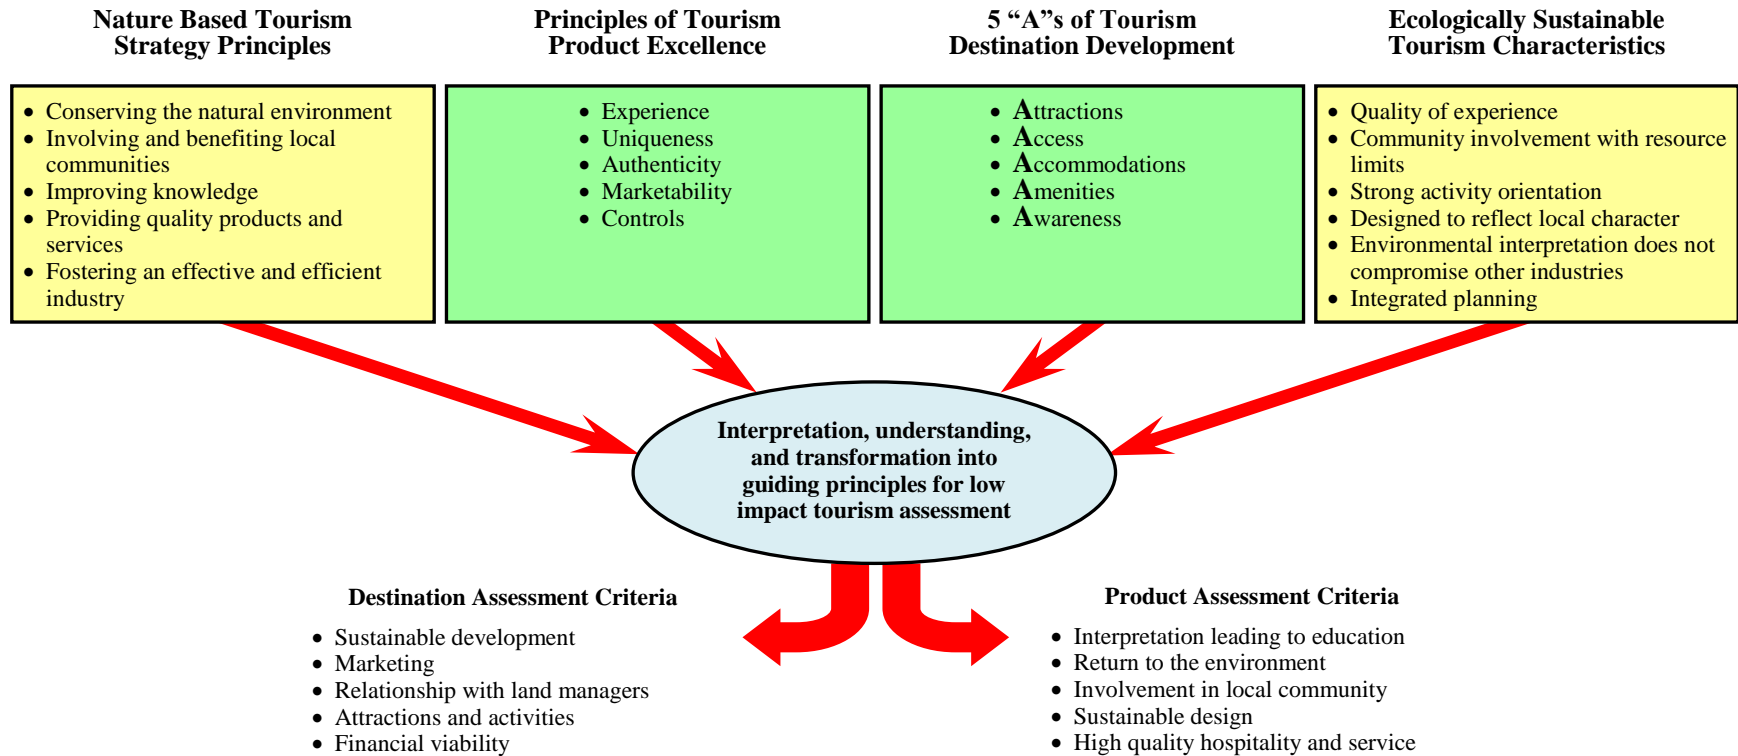 Nature Based Tourism
Strategy Principles
• Conserving the natural environment
• Involving and benefiting local
communities
• Improving knowledge
• Providing quality products and
services
• Fostering an effective and efficient
industry
Principles of Tourism
Product Excellence
• Experience
• Uniqueness
• Authenticity
• Marketability
• Controls
5 “A”s of Tourism
Destination Development
• Attractions
• Access
• Accommodations
• Amenities
• Awareness
Ecologically Sustainable
Tourism Characteristics
• Quality of experience
• Community involvement with resource
limits
• Strong activity orientation
• Designed to reflect local character
• Environmental interpretation does not
compromise other industries
• Integrated planning
Interpretation, understanding,
and transformation into
guiding principles for low
impact tourism assessment
Destination Assessment Criteria
• Sustainable development
• Marketing
• Relationship with land managers
• Attractions and activities
• Financial viability
Product Assessment Criteria
• Interpretation leading to education
• Return to the environment
• Involvement in local community
• Sustainable design
• High quality hospitality and service